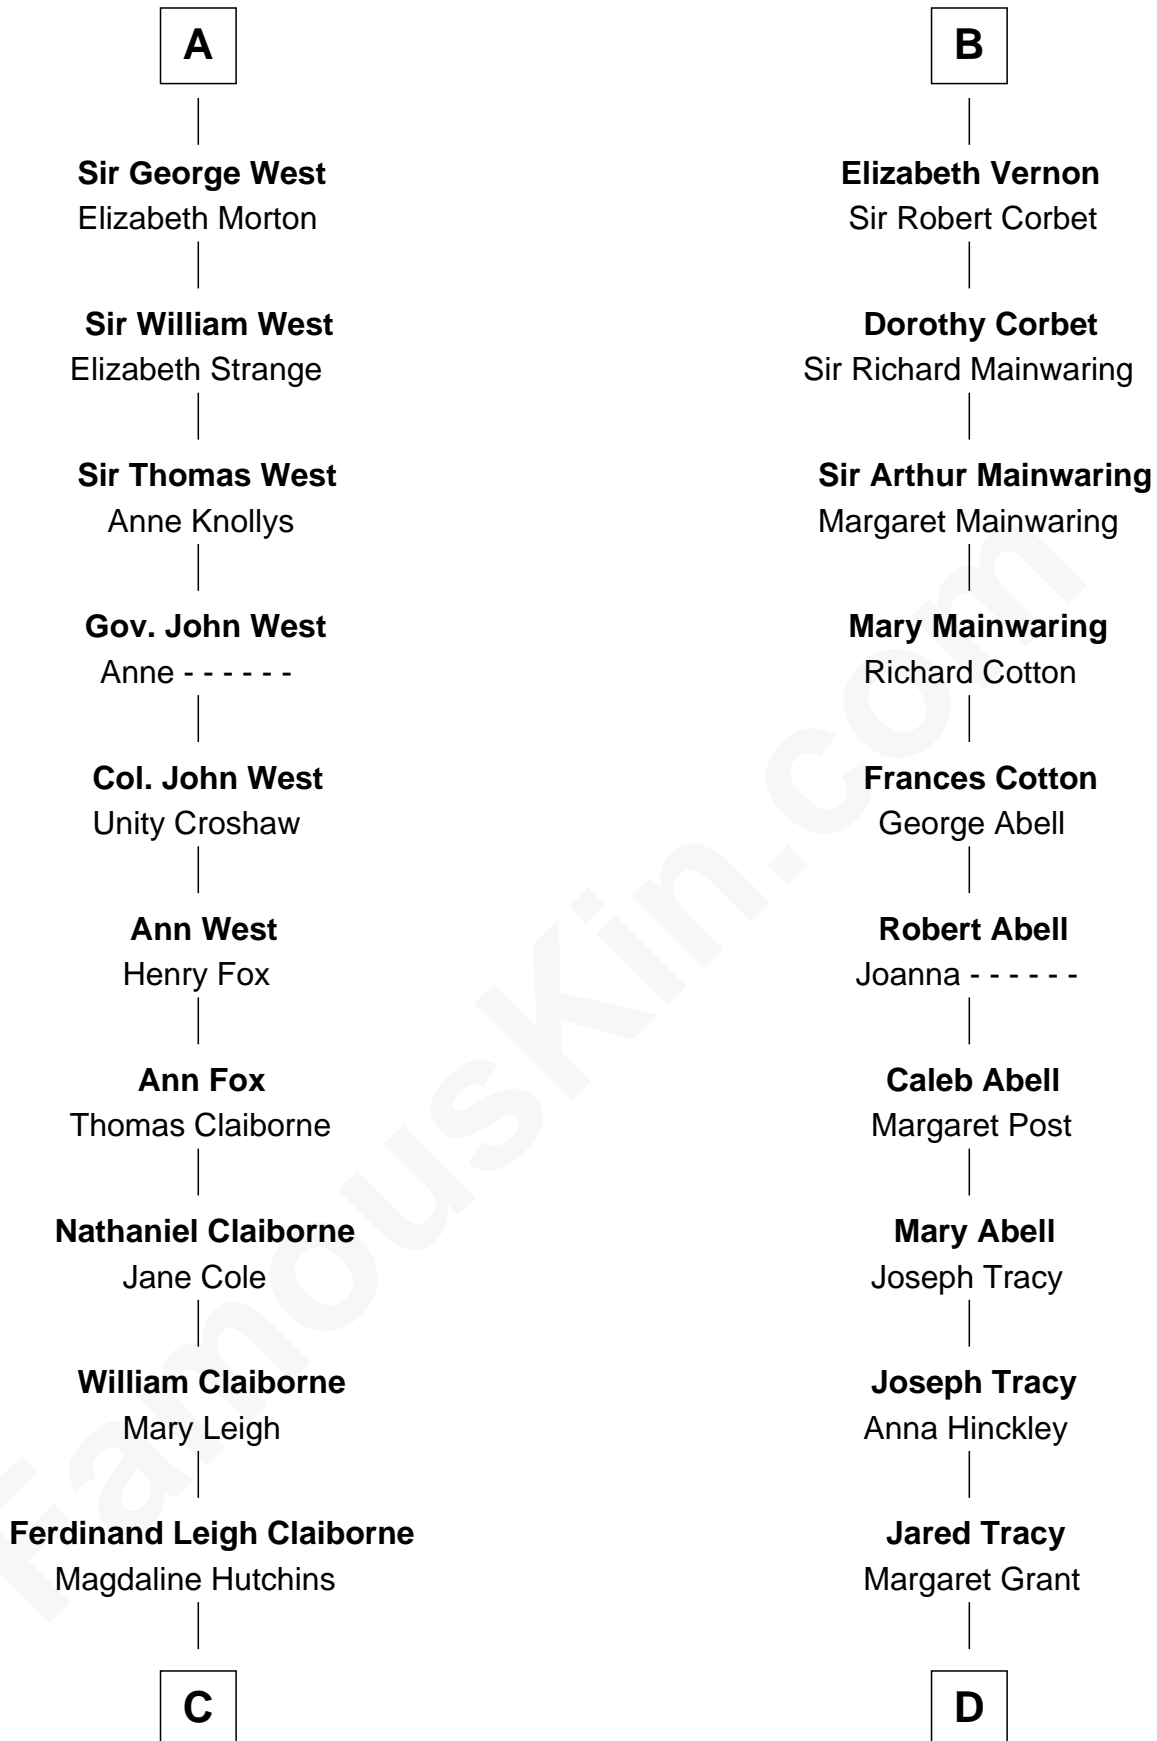 A
Sir George West
Elizabeth Morton
Sir William West
Elizabeth Strange
Sir Thomas West
Anne Knollys
Gov. John West
Anne - - - - - -
Col. John West
Unity Croshaw
Ann West
Henry Fox
Ann Fox
Thomas Claiborne
Nathaniel Claiborne
Jane Cole
William Claiborne
Mary Leigh
Ferdinand Leigh Claiborne
Magdaline Hutchins
C
B
Elizabeth Vernon
Sir Robert Corbet
Dorothy Corbet
Sir Richard Mainwaring
Sir Arthur Mainwaring
Margaret Mainwaring
Mary Mainwaring
Richard Cotton
Frances Cotton
George Abell
Robert Abell
Joanna - - - - - -
Caleb Abell
Margaret Post
Mary Abell
Joseph Tracy
Joseph Tracy
Anna Hinckley
Jared Tracy
Margaret Grant
D
FamousKin.com